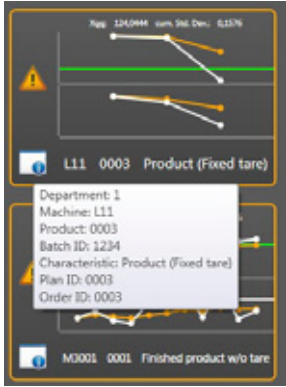 Xgg: 124,0444 sum. Std. Dev.: 0,1576
L11 0003 Product (Fixed tare)
Department: 1
Machine: L11
Product: 0003
Batch ID: 1234
Characteristic: Product (Fixed tare)
Plan ID: 0003
Order ID: 0003
M3001 0001 Finished product w/o tare